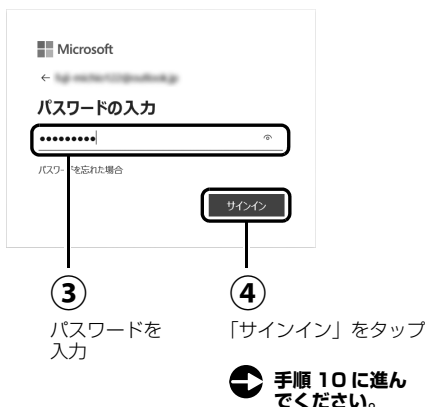 Microsoft
←
パスワードの入力
•••••••••
パスワードを忘れた場合
サインイン
③
④
パスワードを
入力
「サインイン」をタップ
手順 10 に進ん
でください。